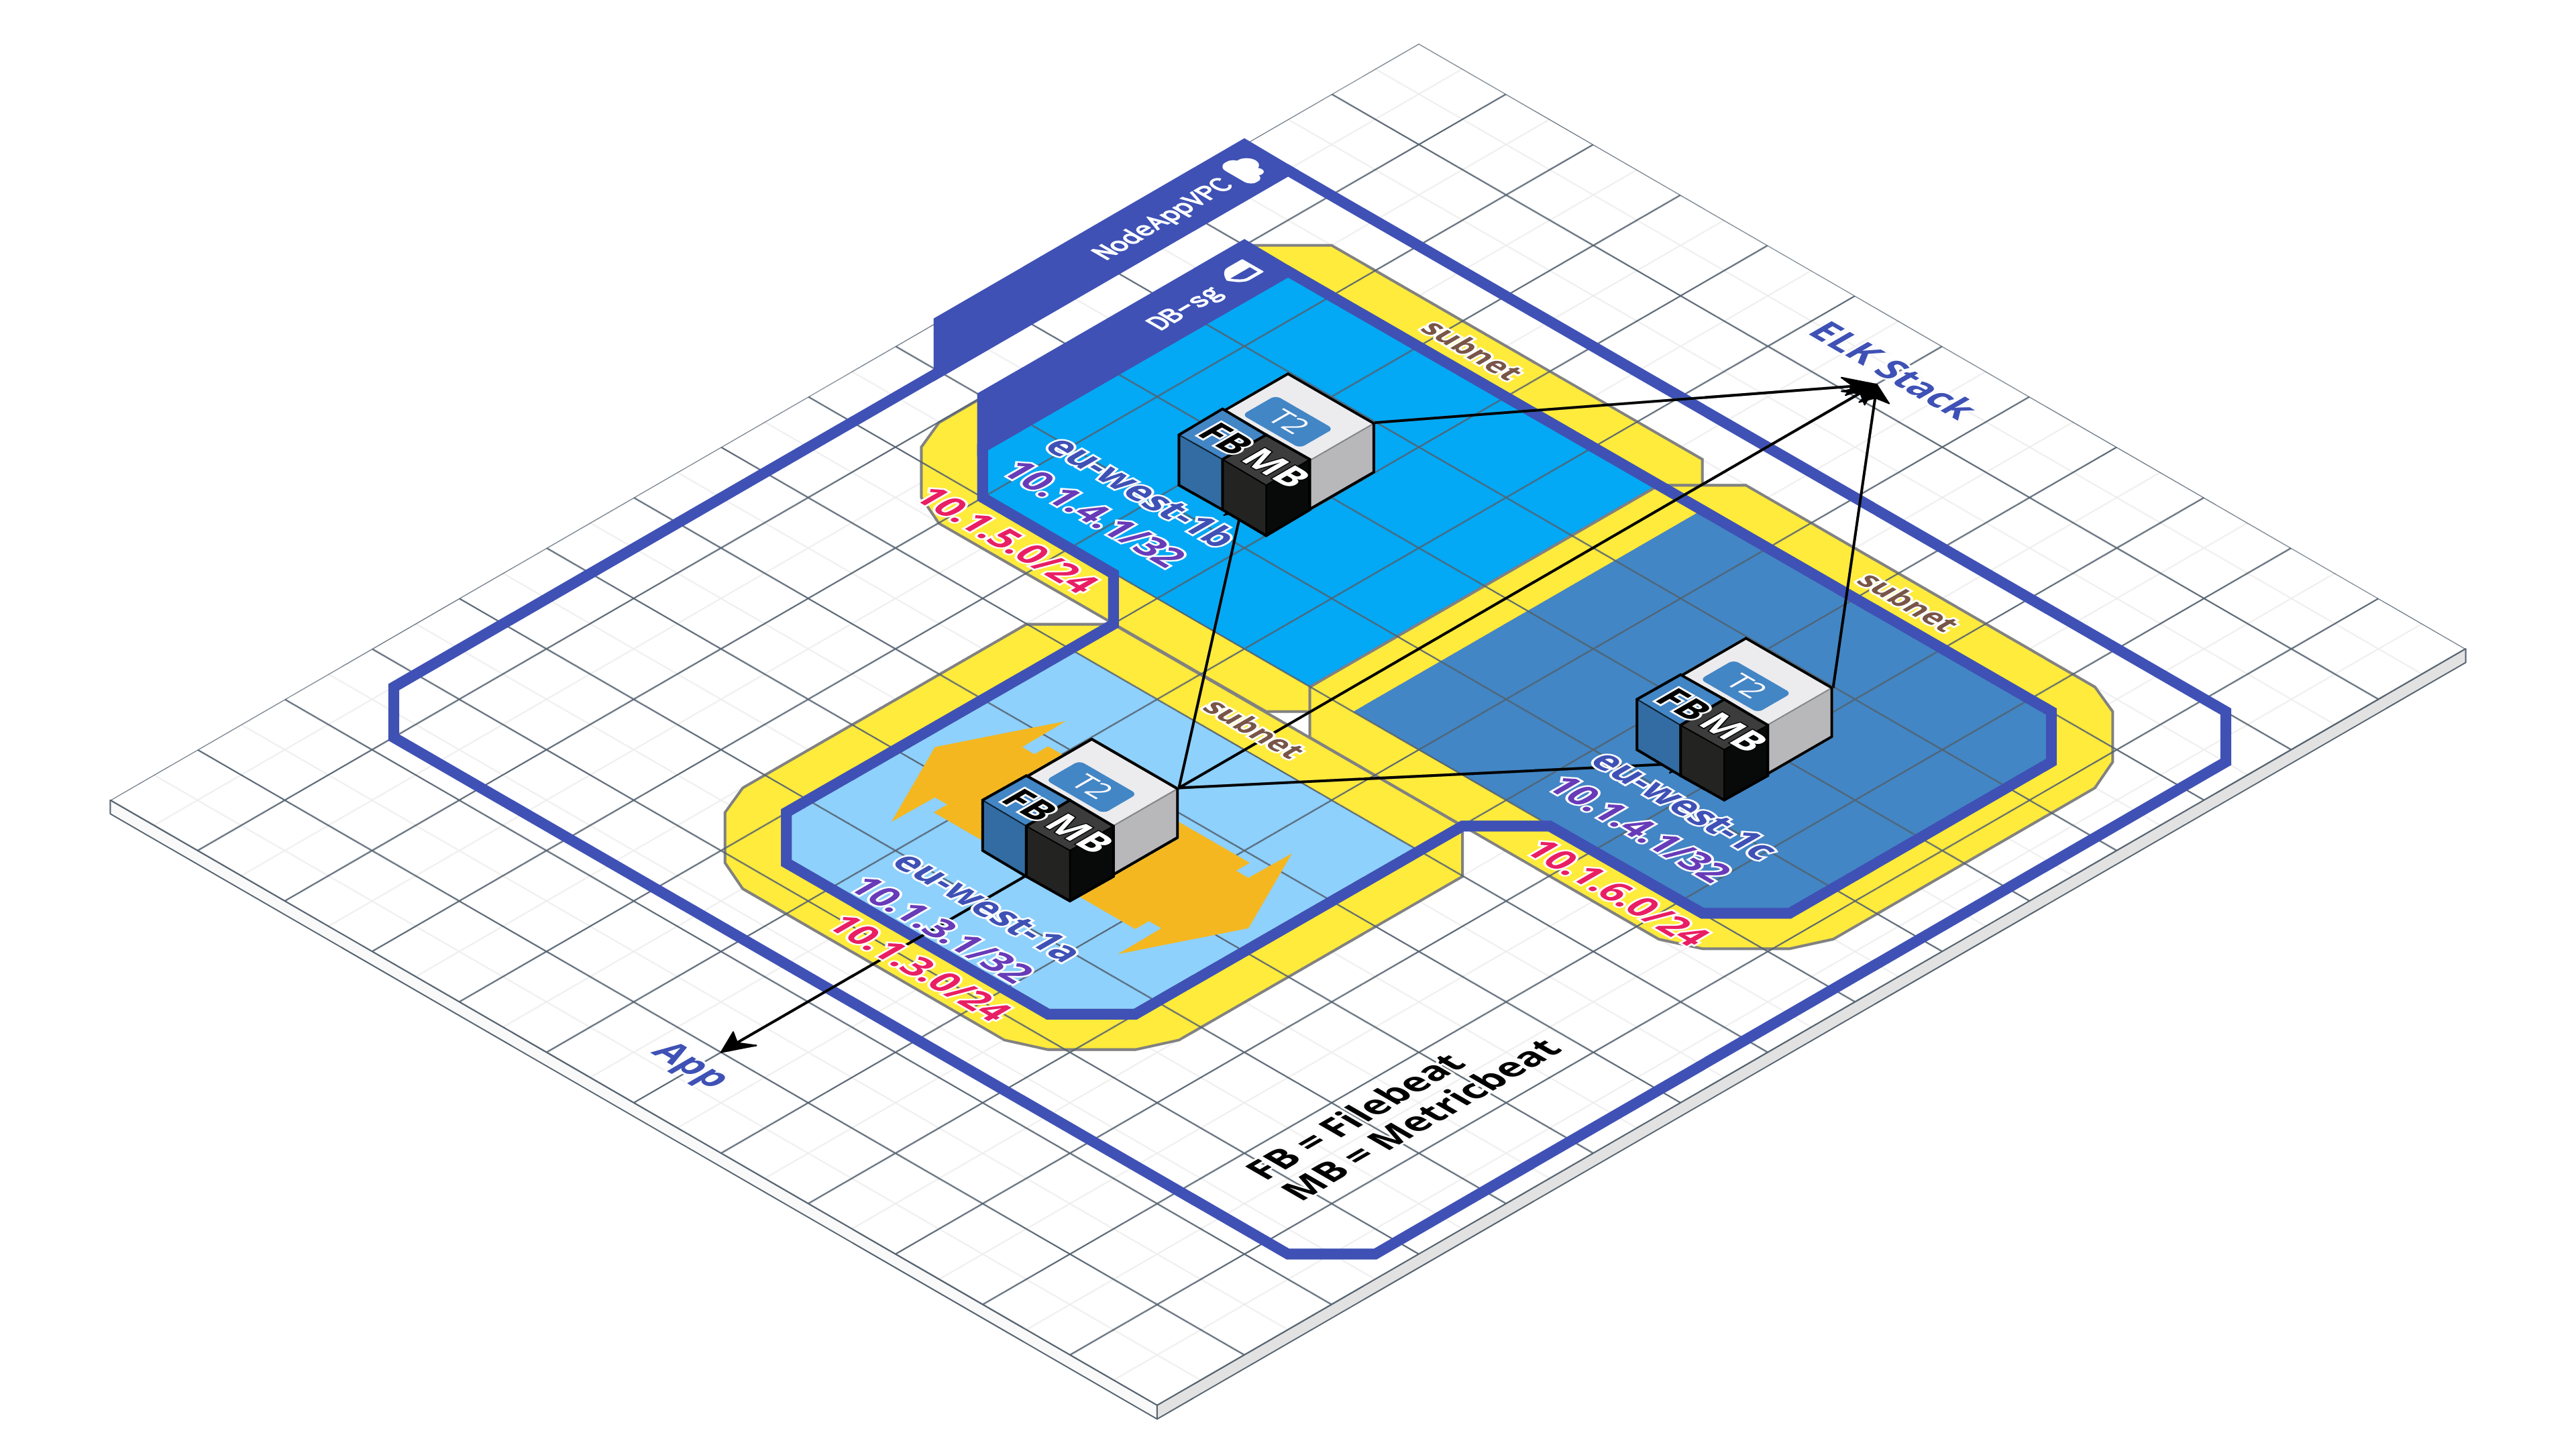 NodeAppVPC
DB-sg
subnet
ELK Stack
T2
FB MB
eu-west-1b
10.1.4.1/32
10.1.5.0/24
subnet
T2
FB MB
eu-west-1c
10.1.4.1/32
10.1.6.0/24
subnet
T2
FB MB
eu-west-1a
10.1.3.1/32
10.1.3.0/24
App
FB = Filebeat
MB = Metricbeat